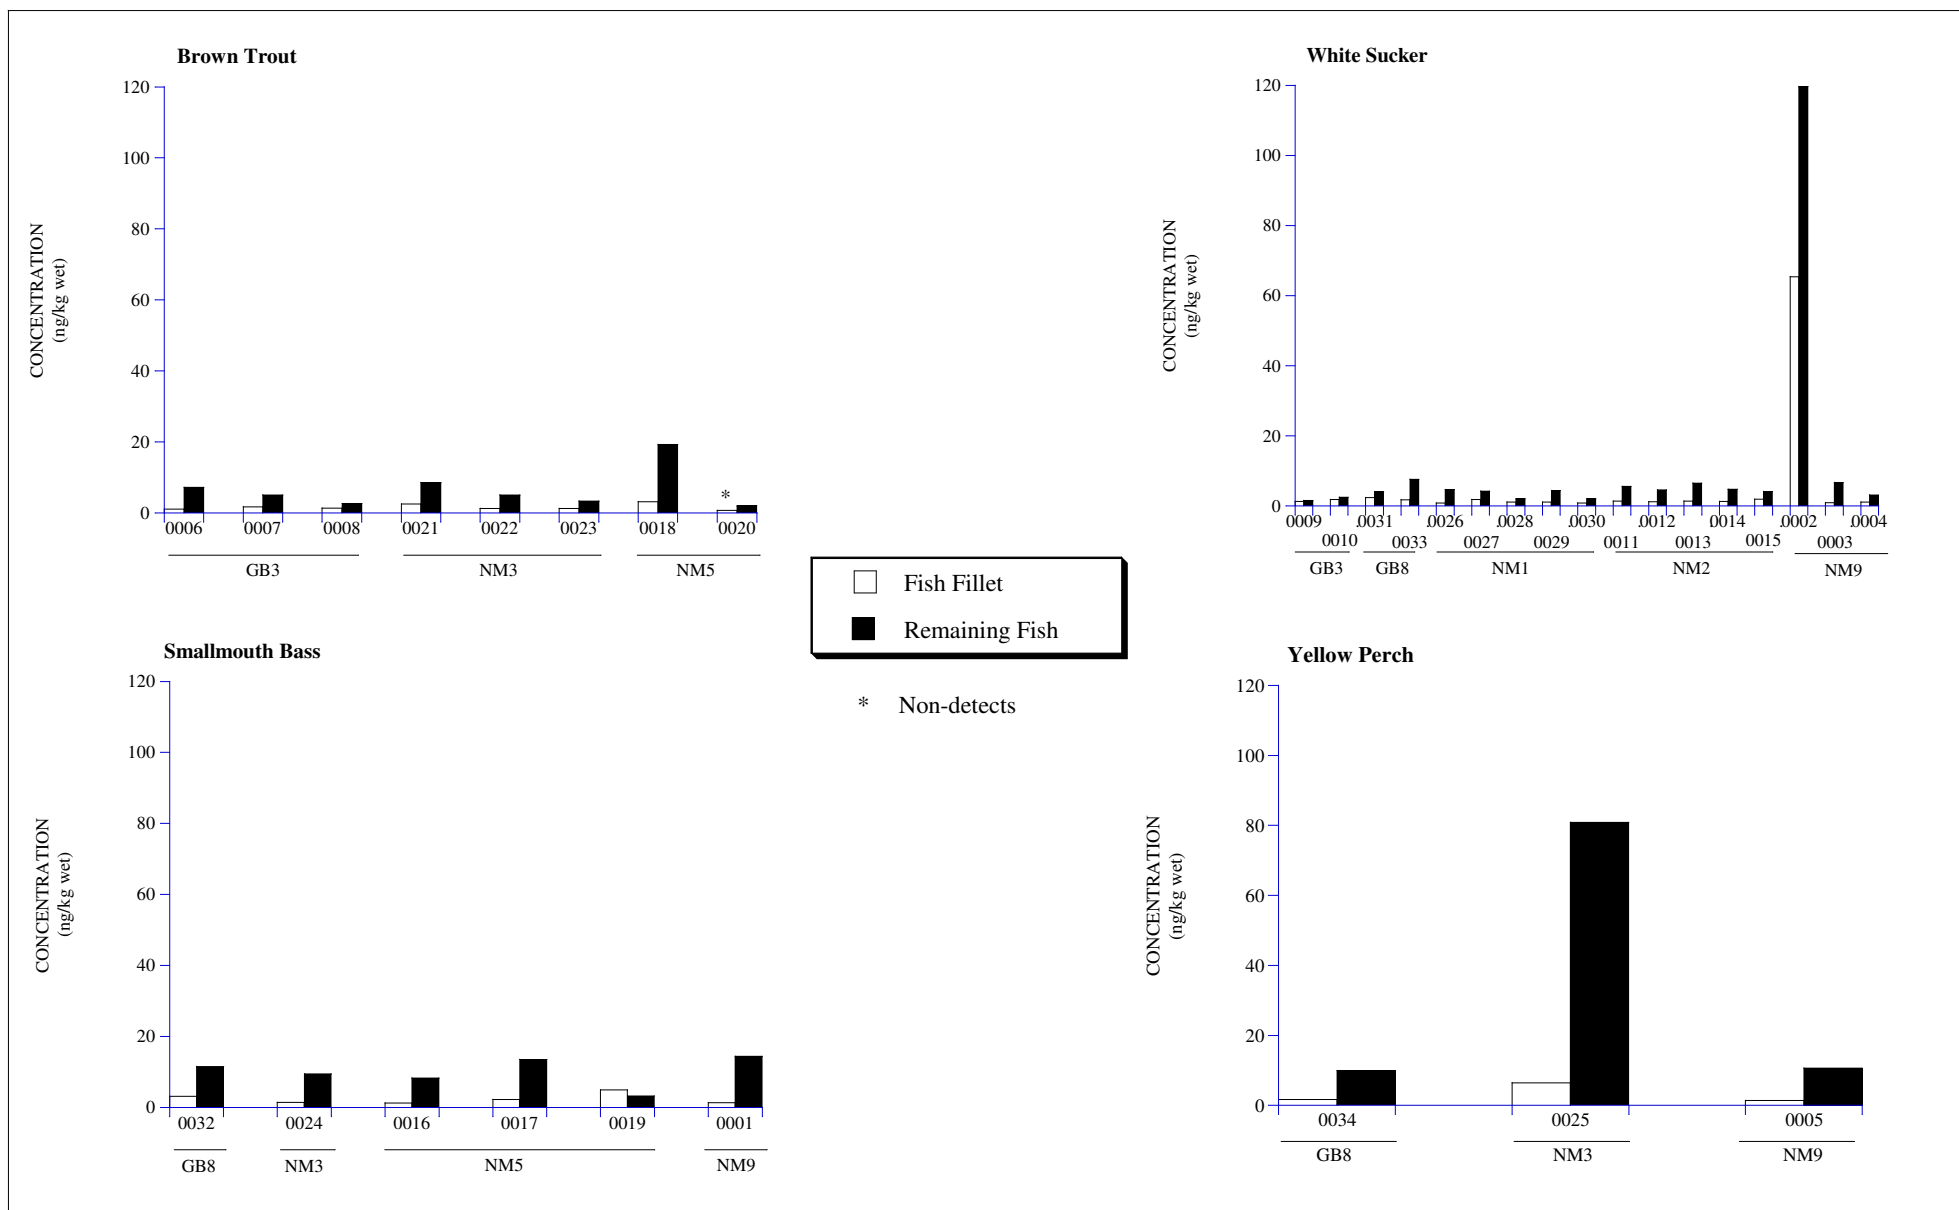 Brown Trout
120
100
80
60
40
20
0
CONCENTRATION
(ng/kg wet)
0006 0007 0008 0021 0022 0023 0018 0020
*
GB3 NM3 NM5
White Sucker
120
100
80
60
40
20
0
CONCENTRATION
(ng/kg wet)
0009 0031 0026 0028 0030 0012 0014 0002 0004
0010 0033 0027 0029 0011 0013 0015 0003
GB3 GB8 NM1 NM2 NM9
Fish Fillet
Remaining Fish
* Non-detects
Smallmouth Bass
120
100
80
60
40
20
0
CONCENTRATION
(ng/kg wet)
0032 0024 0016 0017 0019 0001
GB8 NM3 NM5 NM9
Yellow Perch
120
100
80
60
40
20
0
CONCENTRATION
(ng/kg wet)
0034 0025 0005
GB8 NM3 NM9